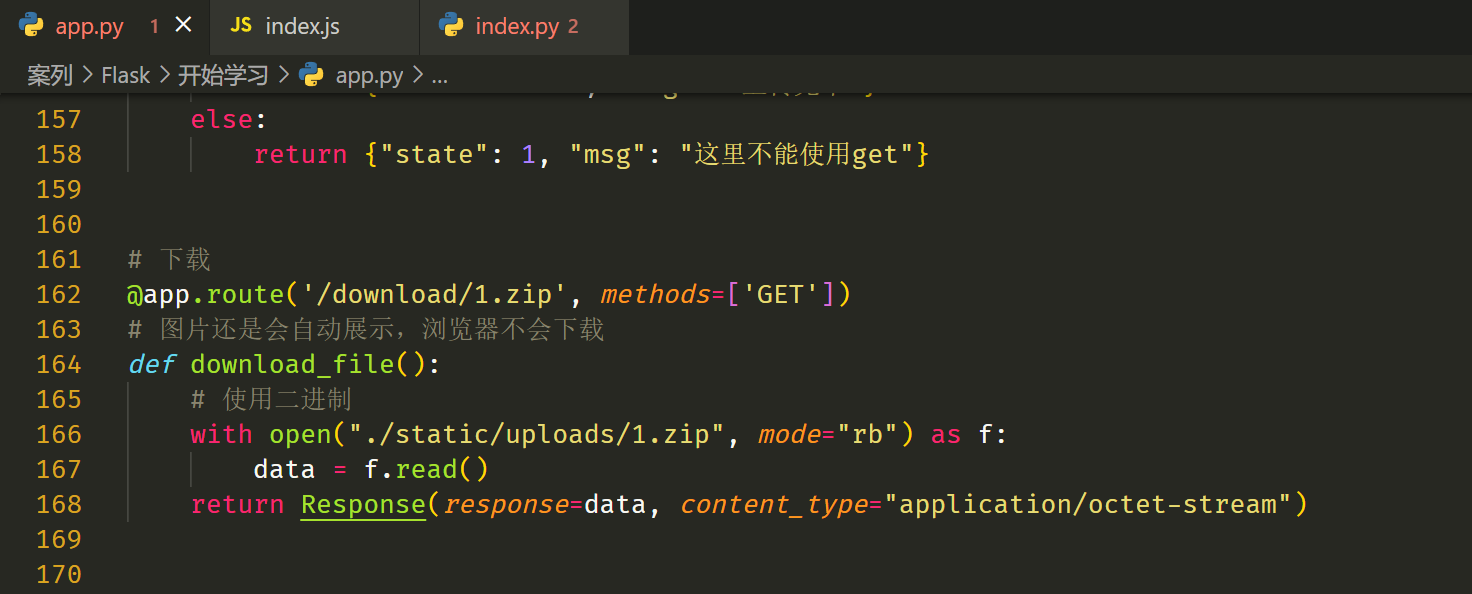 app.py 1 × JS index.js index.py 2
案列 > Flask > 开始学习 > app.py > ...
157 else:
158 return {"state": 1, "msg": "这里不能使用get"}
159
160
161 # 下载
162 @app.route('/download/1.zip', methods=['GET'])
163 # 图片还是会自动展示，浏览器不会下载
164 def download_file():
165 # 使用二进制
166 with open("./static/uploads/1.zip", mode="rb") as f:
167 data = f.read()
168 return Response(response=data, content_type="application/octet-stream")
169
170